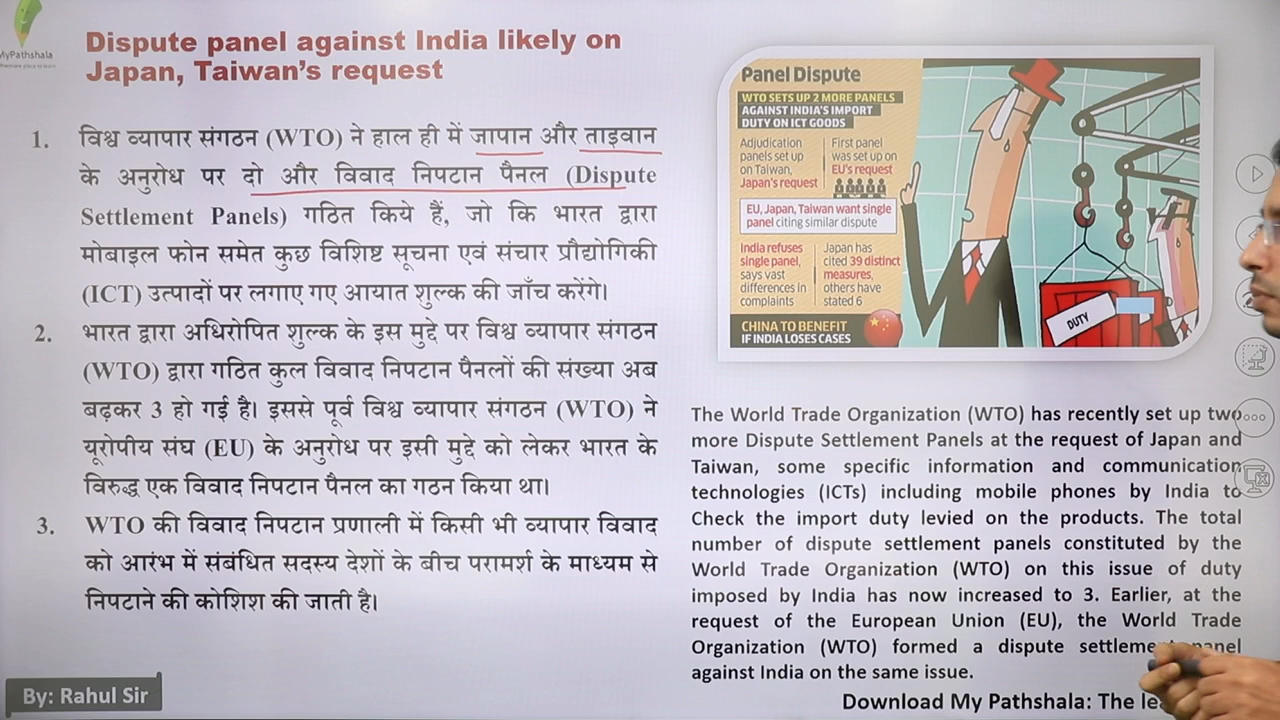 MyPathshala
Dispute panel against India likely on
Japan, Taiwan's request
1. विश्व व्यापार संगठन (WTO) ने हाल ही में जापान और ताइवान
के अनुरोध पर दो और विवाद निपटान पैनल (Dispute
Settlement Panels) गठित किये हैं, जो कि भारत द्वारा
मोबाइल फोन समेत कुछ विशिष्ट सूचना एवं संचार प्रौद्योगिकी
(ICT) उत्पादों पर लगाए गए आयात शुल्क की जाँच करेंगे।
2. भारत द्वारा अधिरोपित शुल्क के इस मुद्दे पर विश्व व्यापार संगठन
(WTO) द्वारा गठित कुल विवाद निपटान पैनलों की संख्या अब
बढ़कर 3 हो गई है। इससे पूर्व विश्व व्यापार संगठन (WTO) ने
यूरोपीय संघ (EU) के अनुरोध पर इसी मुद्दे को लेकर भारत के
विरुद्ध एक विवाद निपटान पैनल का गठन किया था।
3. WTO की विवाद निपटान प्रणाली में किसी भी व्यापार विवाद
को आरंभ में संबंधित सदस्य देशों के बीच परामर्श के माध्यम से
निपटाने की कोशिश की जाती है।
By: Rahul Sir
Panel Dispute
WTO SETS UP 2 MORE PANELS
AGAINST INDIA'S IMPORT
DUTY ON ICT GOODS
Adjudication
panels set up
on Taiwan,
Japan's request
First panel
was set up on
EU's request
EU, Japan, Taiwan want single
panel citing similar dispute
India refuses
single panel,
says vast
differences in
complaints
Japan has
cited 39 distinct
measures,
others have
stated 6
CHINA TO BENEFIT
IF INDIA LOSES CASES
DUTY
The World Trade Organization (WTO) has recently set up two
more Dispute Settlement Panels at the request of Japan and
Taiwan, some specific information and communication
technologies (ICTs) including mobile phones by India to
Check the import duty levied on the products. The total
number of dispute settlement panels constituted by the
World Trade Organization (WTO) on this issue of duty
imposed by India has now increased to 3. Earlier, at the
request of the European Union (EU), the World Trade
Organization (WTO) formed a dispute settlement panel
against India on the same issue.
Download My Pathshala: The